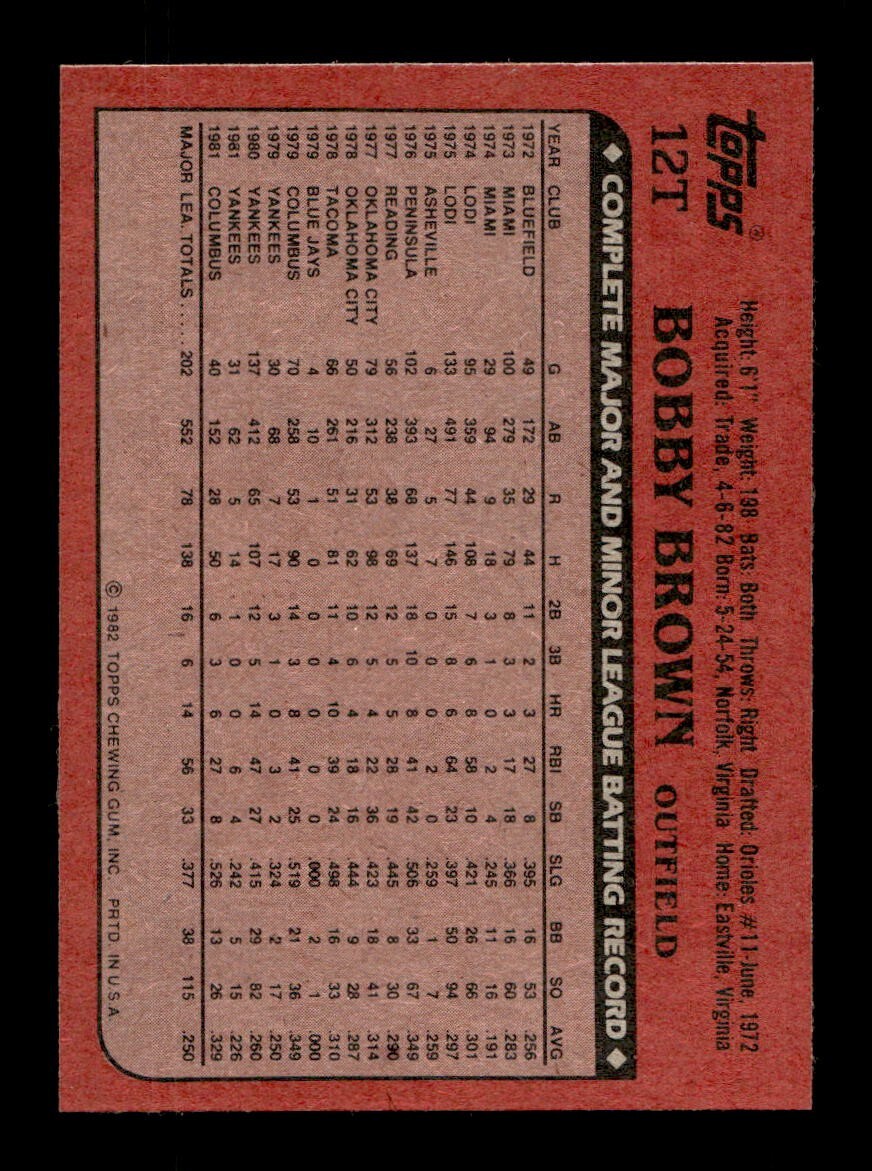 topps®
Height: 6'1" Weight: 198 Bats: Both Throws: Right Drafted: Orioles #11-June, 1972
Acquired: Trade, 4-6-82 Born: 5-24-54, Norfolk, Virginia Home: Eastville, Virginia
12T BOBBY BROWN OUTFIELD
◆ COMPLETE MAJOR AND MINOR LEAGUE BATTING RECORD ◆
YEAR CLUB G AB R H 2B 3B HR RBI SB SLG BB SO AVG
1972 BLUEFIELD 49 172 29 44 11 2 3 27 8 .395 16 53 .256
1973 MIAMI 100 279 35 79 8 3 3 17 18 .366 16 60 .283
1974 MIAMI 29 94 9 18 3 1 0 2 4 .245 11 16 .191
1974 LODI 95 359 44 108 7 6 8 58 10 .421 26 66 .301
1975 LODI 133 491 77 146 15 8 6 64 23 .397 50 94 .297
1975 ASHEVILLE 6 27 5 7 0 0 0 2 0 .259 1 7 .259
1976 PENINSULA 102 393 68 137 18 10 8 41 42 .506 33 67 .349
1977 READING 56 238 38 69 12 5 5 28 19 .445 8 30 .290
1977 OKLAHOMA CITY 79 312 53 98 12 5 4 22 36 .423 18 41 .314
1978 OKLAHOMA CITY 50 216 31 62 10 6 4 18 16 .444 9 28 .287
1978 TACOMA 66 261 51 81 11 4 10 39 24 .498 16 33 .310
1979 BLUE JAYS 4 10 1 0 0 0 0 0 0 .000 2 1 .000
1979 COLUMBUS 70 258 53 90 14 3 8 41 25 .519 21 36 .349
1979 YANKEES 30 68 7 17 3 1 0 3 2 .324 2 17 .250
1980 YANKEES 137 412 65 107 12 5 14 47 27 .415 29 82 .260
1981 YANKEES 31 62 5 14 1 0 0 6 4 .242 5 15 .226
1981 COLUMBUS 40 152 28 50 6 3 6 27 8 .526 13 26 .329
MAJOR LEA. TOTALS..... 202 552 78 138 16 6 14 56 33 .377 38 115 .250
© 1982 TOPPS CHEWING GUM, INC. PRTD. IN U.S.A.